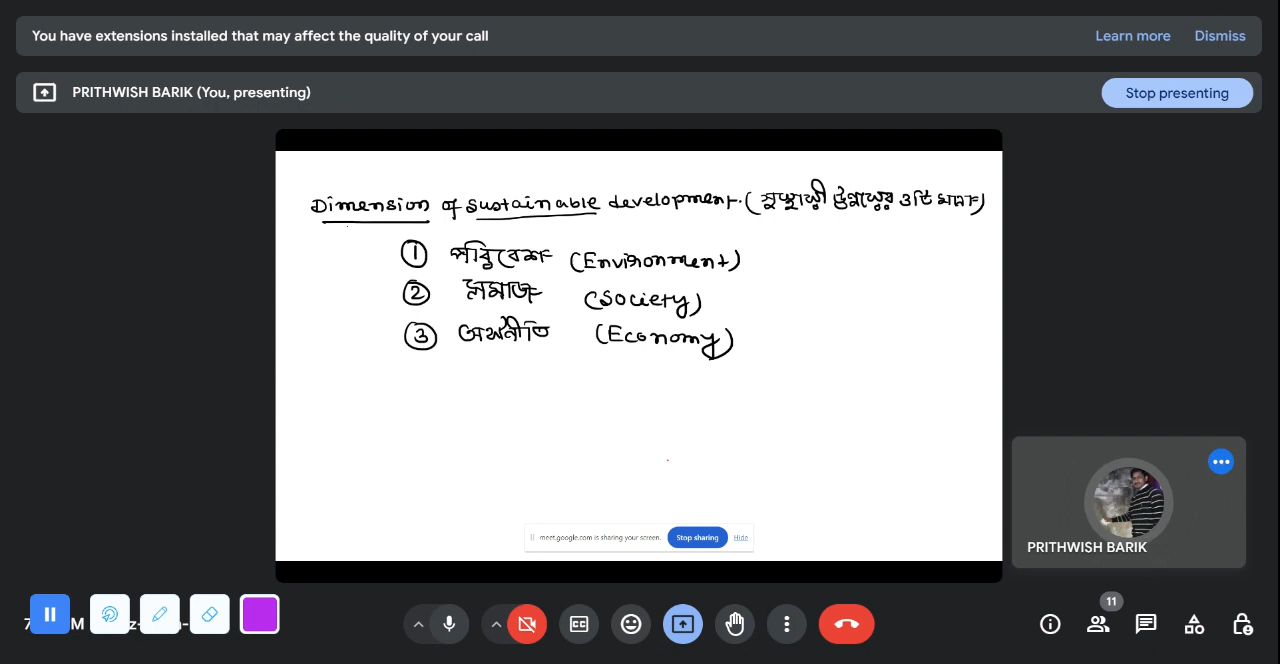 You have extensions installed that may affect the quality of your call
Learn more
Dismiss
PRITHWISH BARIK (You, presenting)
Stop presenting
Dimension of sustainable development. (সুস্থায়ী উন্নয়নের ৩টি
① পরিবেশ (Environment)
② সমাজ (Society)
③ অর্থনীতি (Economy)
meet.google.com is sharing your screen.
Stop sharing
Hide
PRITHWISH BARIK
11